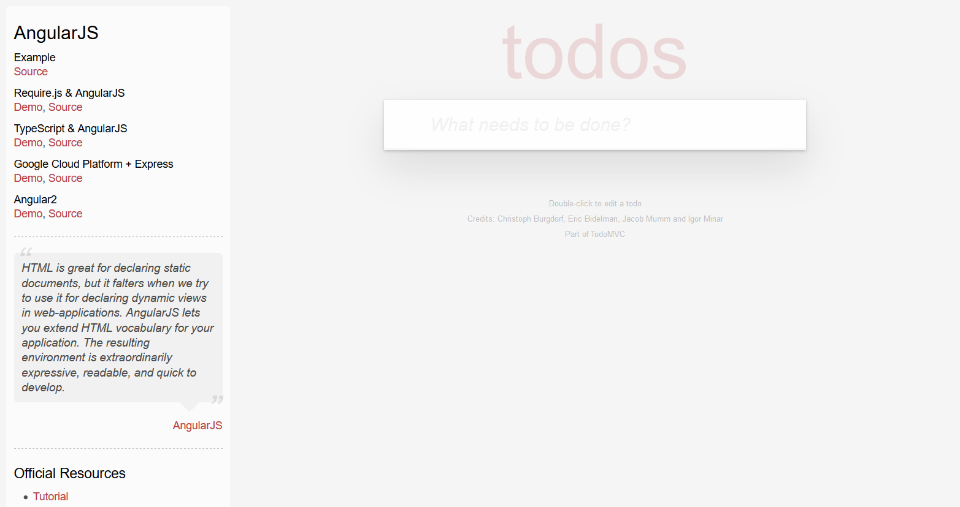 AngularJS
Example
Source
Require.js & AngularJS
Demo, Source
TypeScript & AngularJS
Demo, Source
Google Cloud Platform + Express
Demo, Source
Angular2
Demo, Source
“
HTML is great for declaring static
documents, but it falters when we try
to use it for declaring dynamic views
in web-applications. AngularJS lets
you extend HTML vocabulary for your
application. The resulting
environment is extraordinarily
expressive, readable, and quick to
develop.
”
AngularJS
Official Resources
• Tutorial
todos
What needs to be done?
Double-click to edit a todo
Credits: Christoph Burgdorf, Eric Bidelman, Jacob Mumm and Igor Minar
Part of TodoMVC